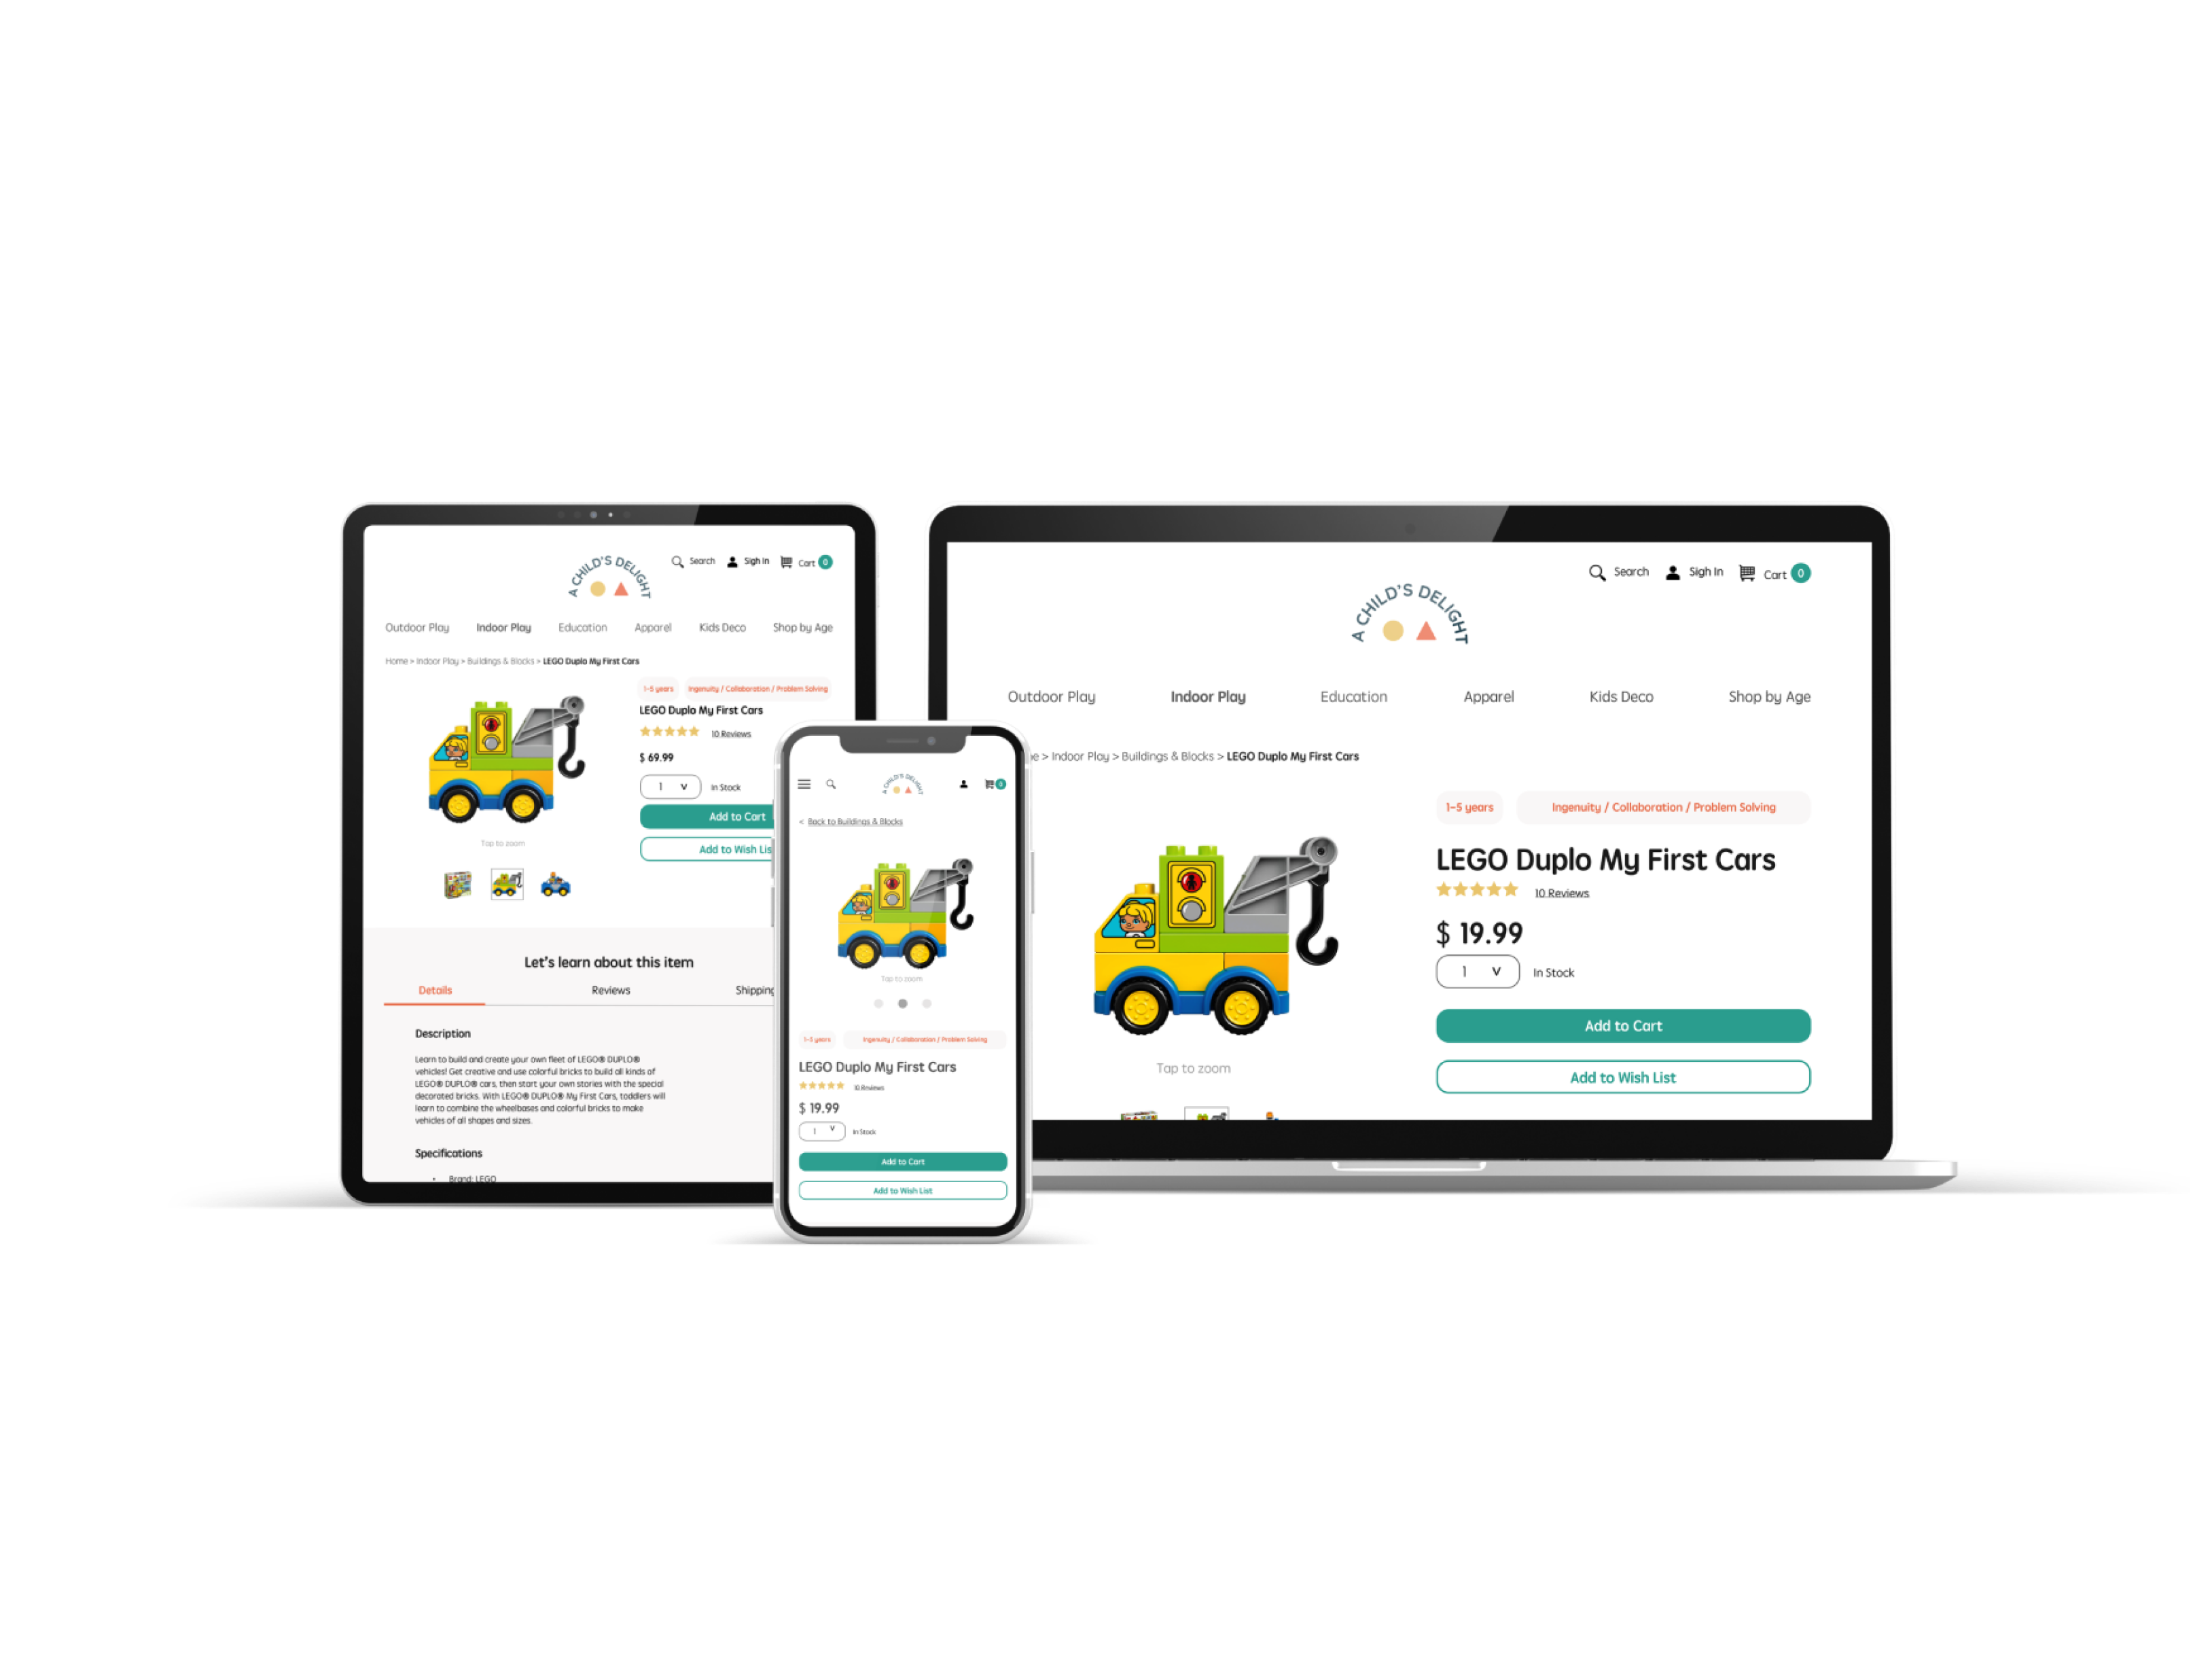 A CHILD'S DELIGHT
Search Sigh In Cart 0
Outdoor Play Indoor Play Education Apparel Kids Deco Shop by Age
Home > Indoor Play > Buildings & Blocks > LEGO Duplo My First Cars
1-5 years Ingenuity / Collaboration / Problem Solving
LEGO Duplo My First Cars
10 Reviews
$ 69.99
1 v In Stock
Add to Cart
Add to Wish Lis
Tap to zoom
Let's learn about this item
Details Reviews Shipping
Description
Learn to build and create your own fleet of LEGO® DUPLO®
vehicles! Get creative and use colorful bricks to build all kinds of
LEGO® DUPLO® cars, then start your own stories with the special
decorated bricks. With LEGO® DUPLO® My First Cars, toddlers will
learn to combine the wheelbases and colorful bricks to make
vehicles of all shapes and sizes.
Specifications
• Brand: LEGO
A CHILD'S DELIGHT
0
< Back to Buildings & Blocks
Tap to zoom
1-5 years Ingenuity / Collaboration / Problem Solving
LEGO Duplo My First Cars
10 Reviews
$ 19.99
1 v In Stock
Add to Cart
Add to Wish List
Search Sigh In Cart 0
A CHILD'S DELIGHT
Outdoor Play Indoor Play Education Apparel Kids Deco Shop by Age
e > Indoor Play > Buildings & Blocks > LEGO Duplo My First Cars
1-5 years Ingenuity / Collaboration / Problem Solving
LEGO Duplo My First Cars
10 Reviews
$ 19.99
1 v In Stock
Add to Cart
Add to Wish List
Tap to zoom